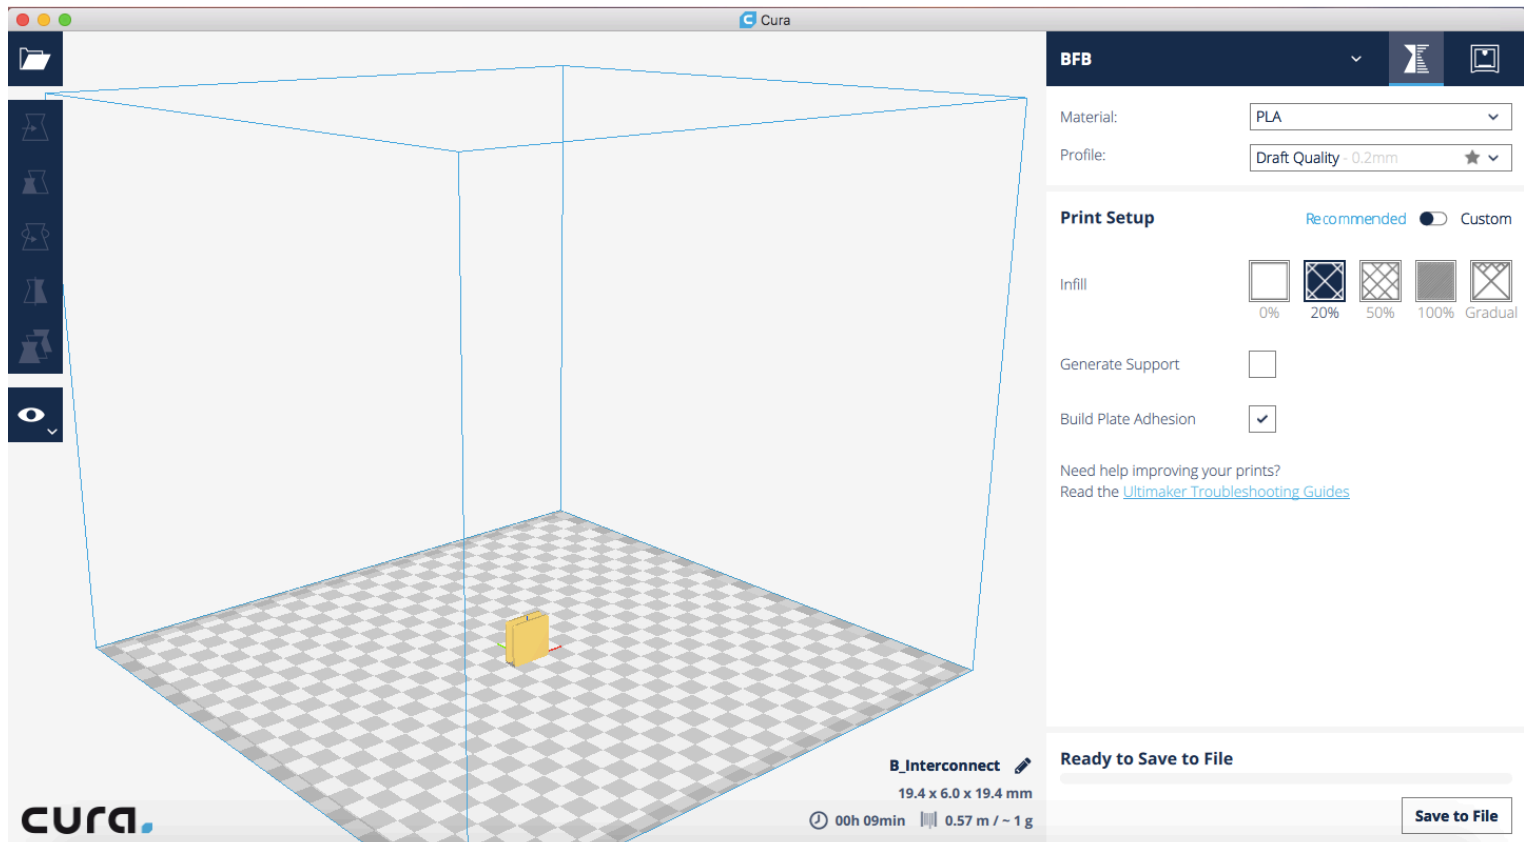 Cura
BFB
Material:
PLA
Profile:
Draft Quality - 0.2mm
Print Setup
Recommended
Custom
Infill
0%
20%
50%
100%
Gradual
Generate Support
Build Plate Adhesion
Need help improving your prints?
Read the Ultimaker Troubleshooting Guides
B_Interconnect
19.4 x 6.0 x 19.4 mm
00h 09min
0.57 m / ~ 1 g
Ready to Save to File
Save to File
cura.